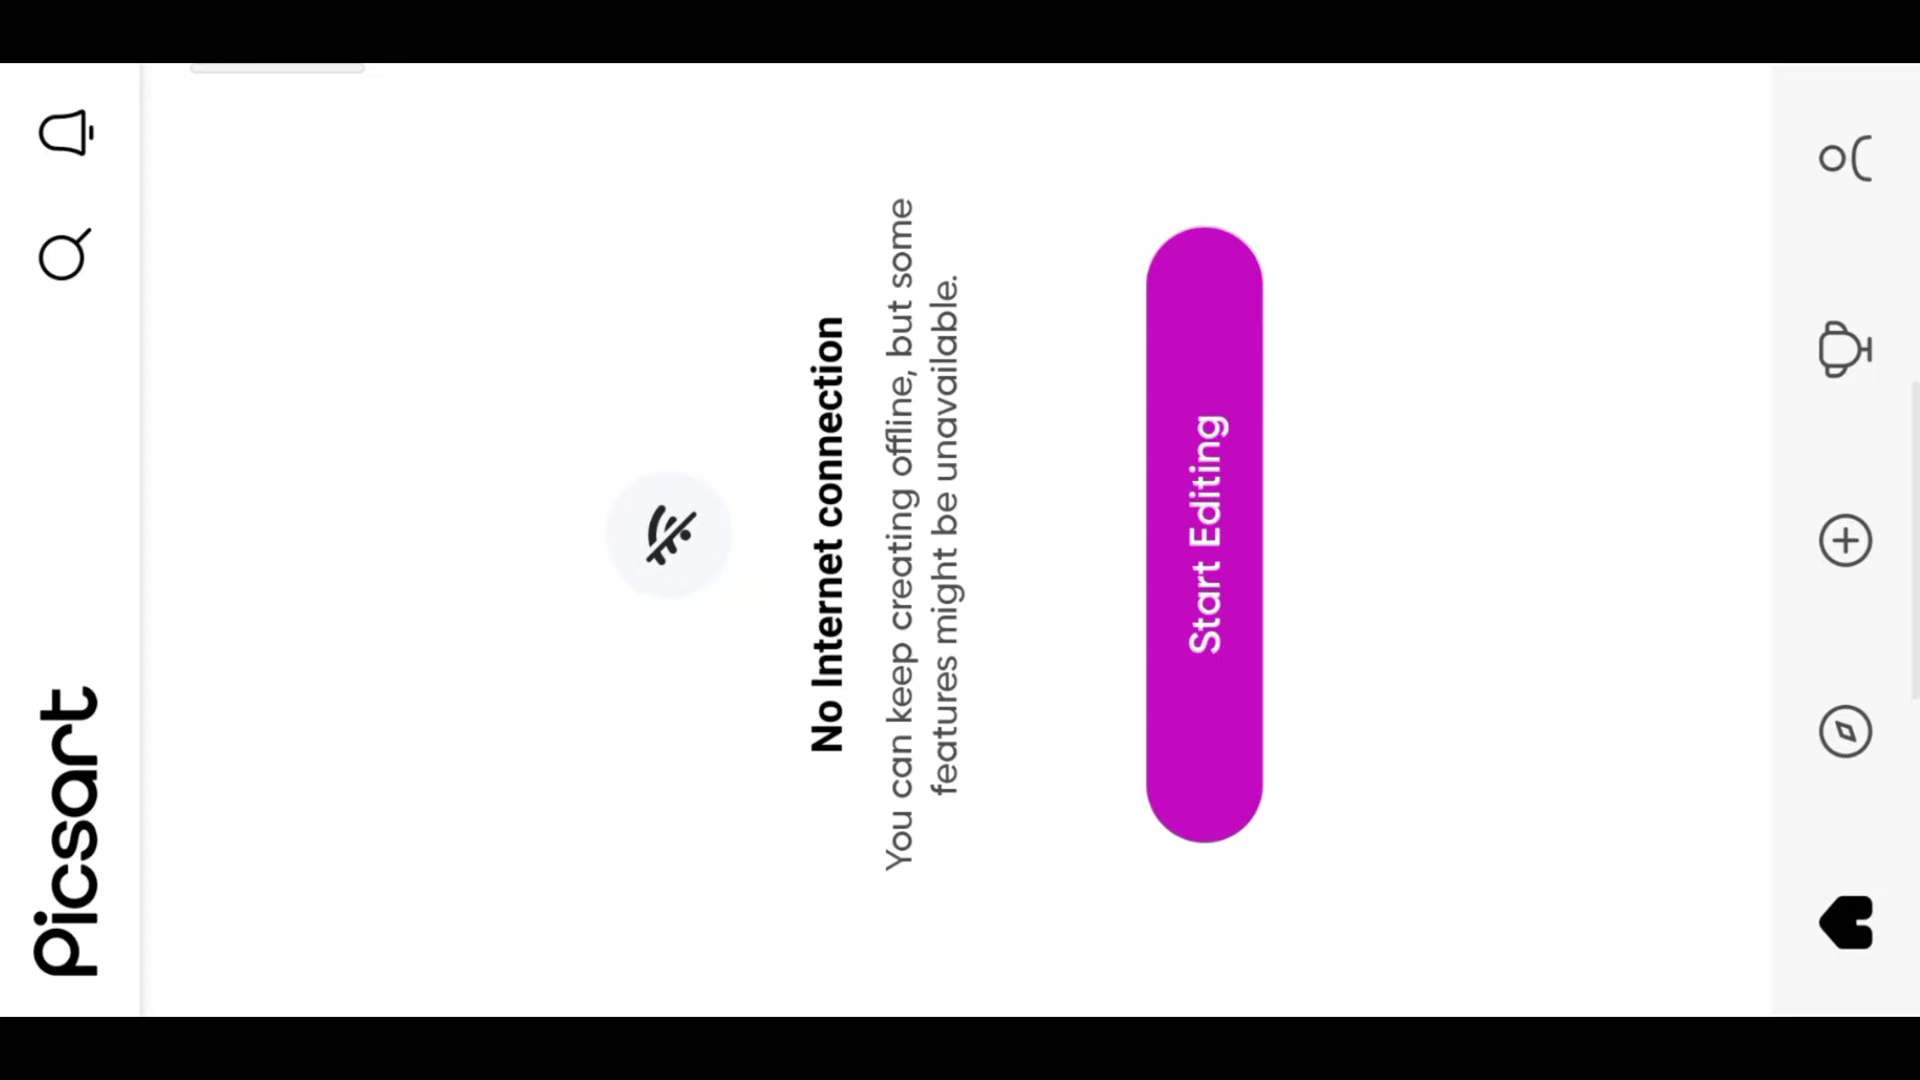 Picsart
No Internet connection
You can keep creating offline, but some
features might be unavailable.
Start Editing